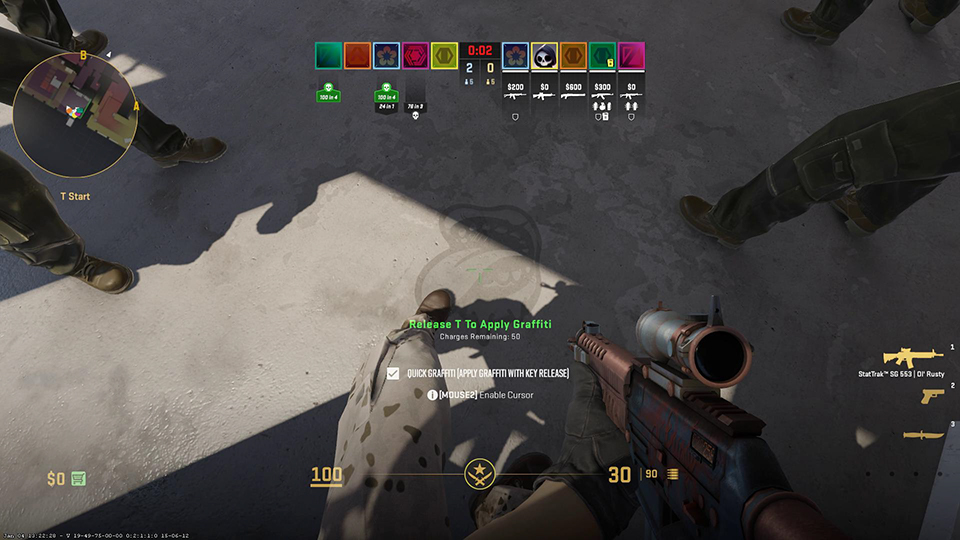 B
A
T Start
0:02
2 0
5 5
100 in 4
100 in 4
24 in 1
78 in 3
$200 $0 $600 $300 $0
Release T To Apply Graffiti
Charges Remaining: 50
QUICK GRAFFITI (APPLY GRAFFITI WITH KEY RELEASE)
[MOUSE2] Enable Cursor
1
StatTrak™ SG 553 | Ol' Rusty
2
3
$0
100
30 | 90